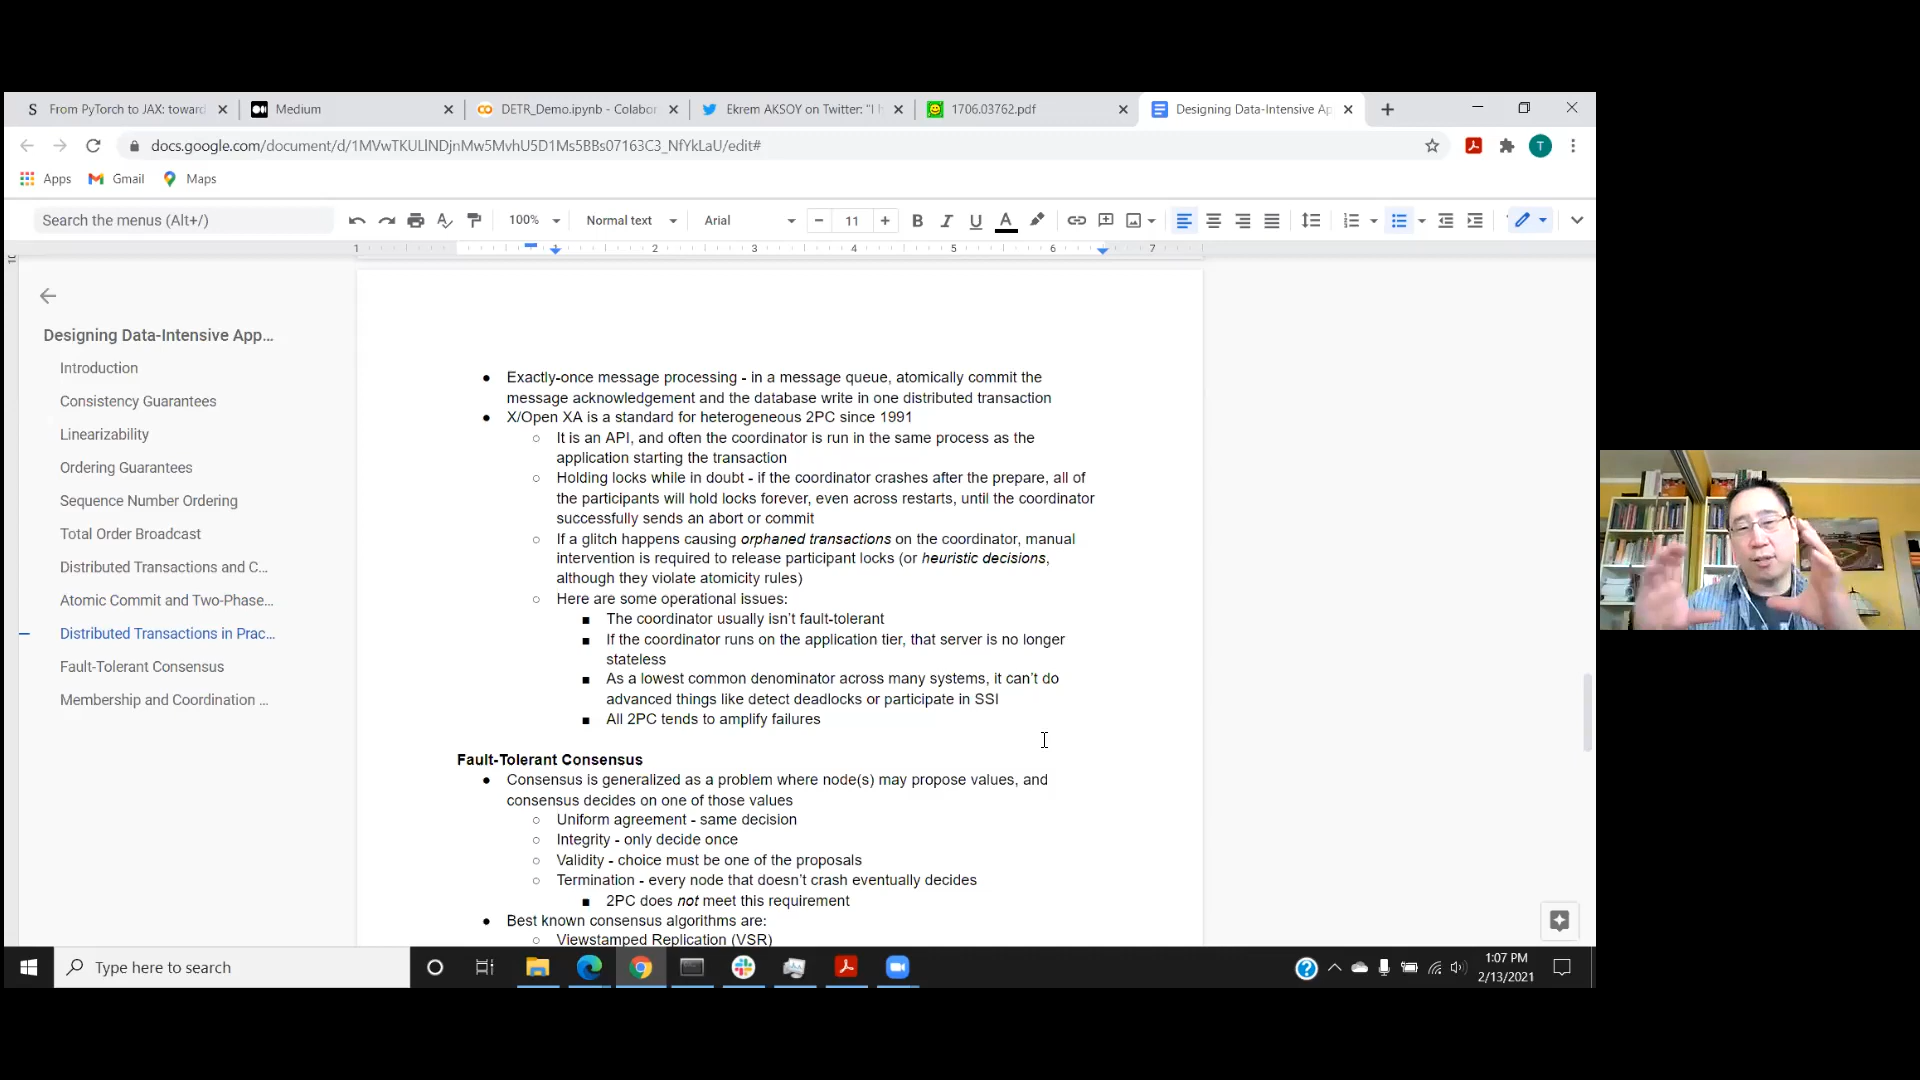 From PyTorch to JAX: toward
Medium
DETR_Demo.ipynb - Colabor
Ekrem AKSOY on Twitter: "I h
1706.03762.pdf
Designing Data-Intensive Ap
docs.google.com/document/d/1MVwTKULlNDjnMw5MvhU5D1Ms5BBs07163C3_NfYkLaU/edit#
T
Apps
Gmail
Maps
Search the menus (Alt+/)
100%
Normal text
Arial
11
B I U A
1 1 2 3 4 5 6 7
Designing Data-Intensive App...
Introduction
Consistency Guarantees
Linearizability
Ordering Guarantees
Sequence Number Ordering
Total Order Broadcast
Distributed Transactions and C...
Atomic Commit and Two-Phase...
Distributed Transactions in Prac...
Fault-Tolerant Consensus
Membership and Coordination ...
● Exactly-once message processing - in a message queue, atomically commit the
message acknowledgement and the database write in one distributed transaction
● X/Open XA is a standard for heterogeneous 2PC since 1991
○ It is an API, and often the coordinator is run in the same process as the
application starting the transaction
○ Holding locks while in doubt - if the coordinator crashes after the prepare, all of
the participants will hold locks forever, even across restarts, until the coordinator
successfully sends an abort or commit
○ If a glitch happens causing orphaned transactions on the coordinator, manual
intervention is required to release participant locks (or heuristic decisions,
although they violate atomicity rules)
○ Here are some operational issues:
■ The coordinator usually isn't fault-tolerant
■ If the coordinator runs on the application tier, that server is no longer
stateless
■ As a lowest common denominator across many systems, it can't do
advanced things like detect deadlocks or participate in SSI
■ All 2PC tends to amplify failures
Fault-Tolerant Consensus
● Consensus is generalized as a problem where node(s) may propose values, and
consensus decides on one of those values
○ Uniform agreement - same decision
○ Integrity - only decide once
○ Validity - choice must be one of the proposals
○ Termination - every node that doesn't crash eventually decides
■ 2PC does not meet this requirement
● Best known consensus algorithms are:
○ Viewstamped Replication (VSR)
Type here to search
1:07 PM
2/13/2021